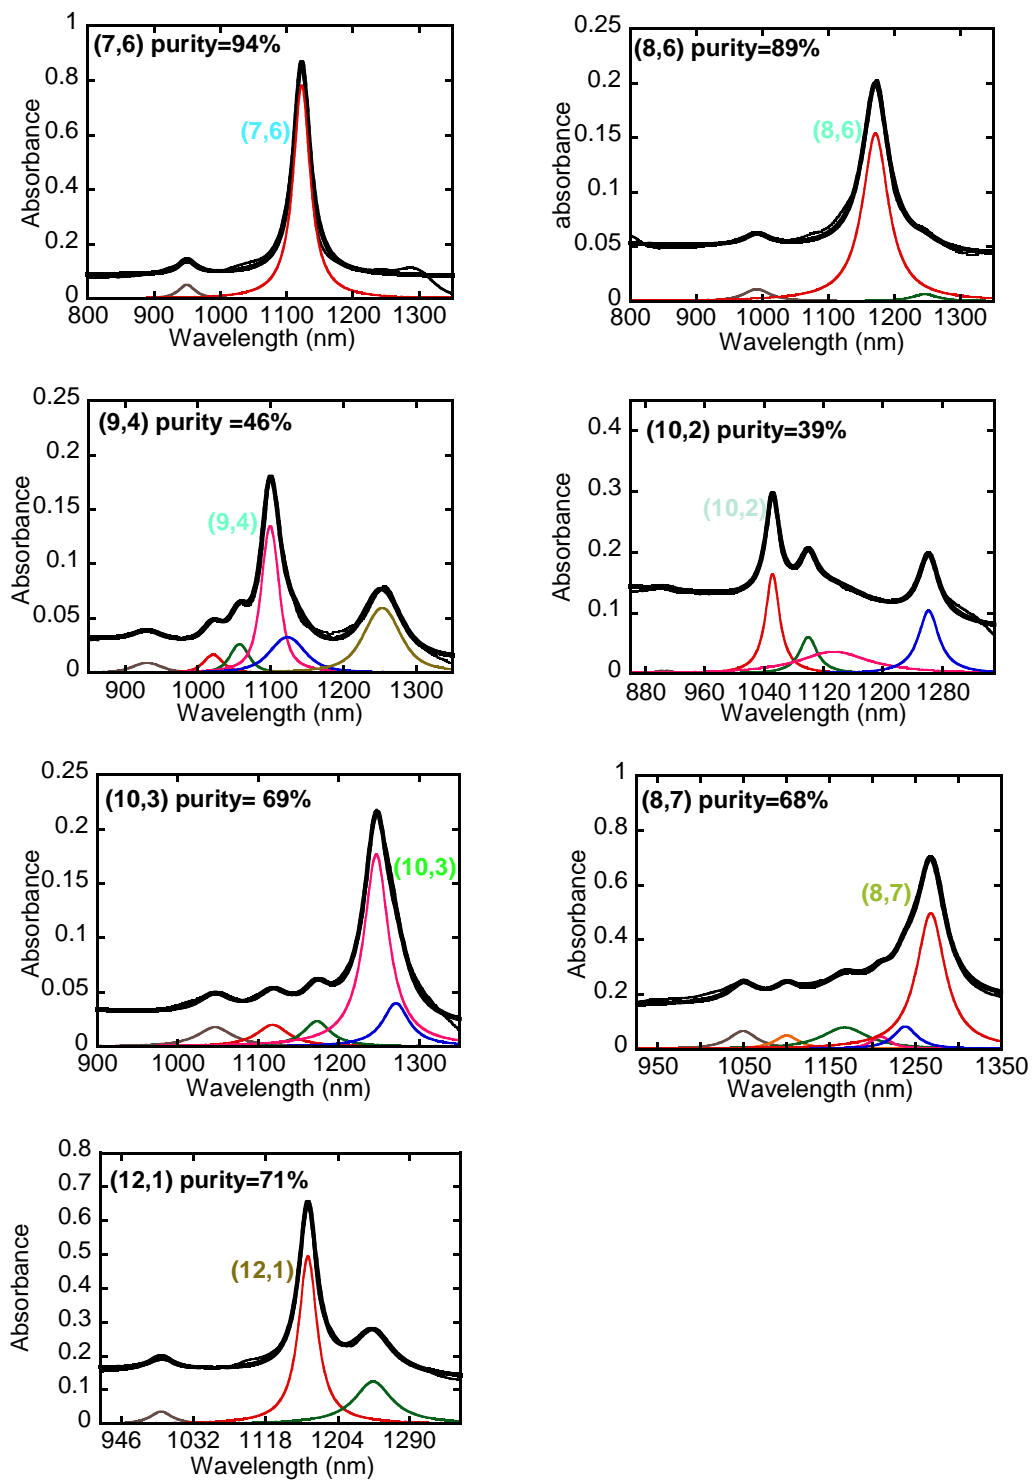 (7,6) purity=94%
1
0.8
0.6
0.4
0.2
0
Absorbance
(7,6)
800 900 1000 1100 1200 1300
Wavelength (nm)
(8,6) purity=89%
0.25
0.2
0.15
0.1
0.05
0
absorbance
(8,6)
800 900 1000 1100 1200 1300
Wavelength (nm)
(9,4) purity =46%
0.25
0.2
0.15
0.1
0.05
0
Absorbance
(9,4)
900 1000 1100 1200 1300
Wavelength (nm)
(10,2) purity=39%
0.4
0.3
0.2
0.1
0
Absorbance
(10,2)
880 960 1040 1120 1200 1280
Wavelength (nm)
(10,3) purity= 69%
0.25
0.2
0.15
0.1
0.05
0
Absorbance
(10,3)
900 1000 1100 1200 1300
Wavelength (nm)
(8,7) purity=68%
1
0.8
0.6
0.4
0.2
0
Absorbance
(8,7)
950 1050 1150 1250 1350
Wavelength (nm)
(12,1) purity=71%
0.8
0.7
0.6
0.5
0.4
0.3
0.2
0.1
0
Absorbance
(12,1)
946 1032 1118 1204 1290
Wavelength (nm)